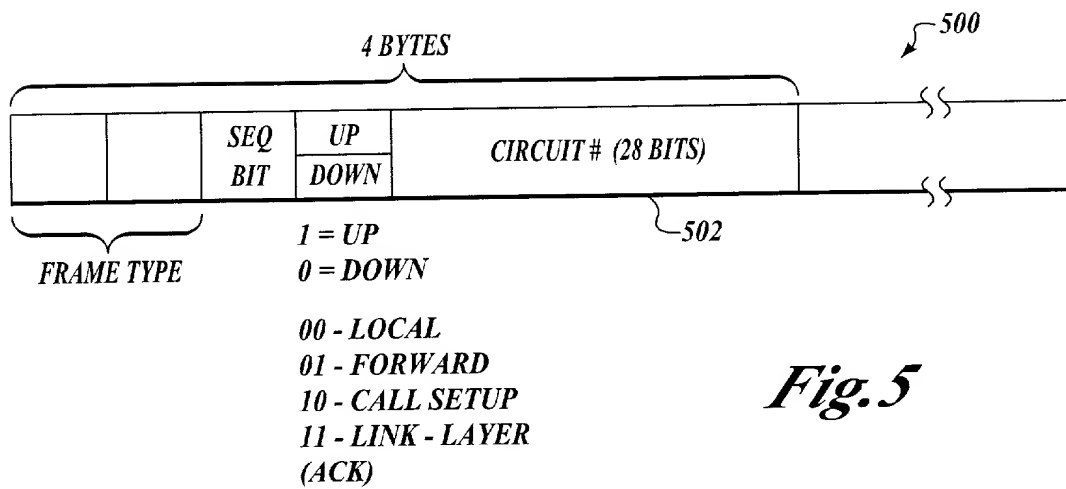 500
4 BYTES
SEQ BIT
UP
DOWN
CIRCUIT # (28 BITS)
502
FRAME TYPE
1 = UP
0 = DOWN
00 - LOCAL
01 - FORWARD
10 - CALL SETUP
11 - LINK - LAYER
(ACK)
Fig.5